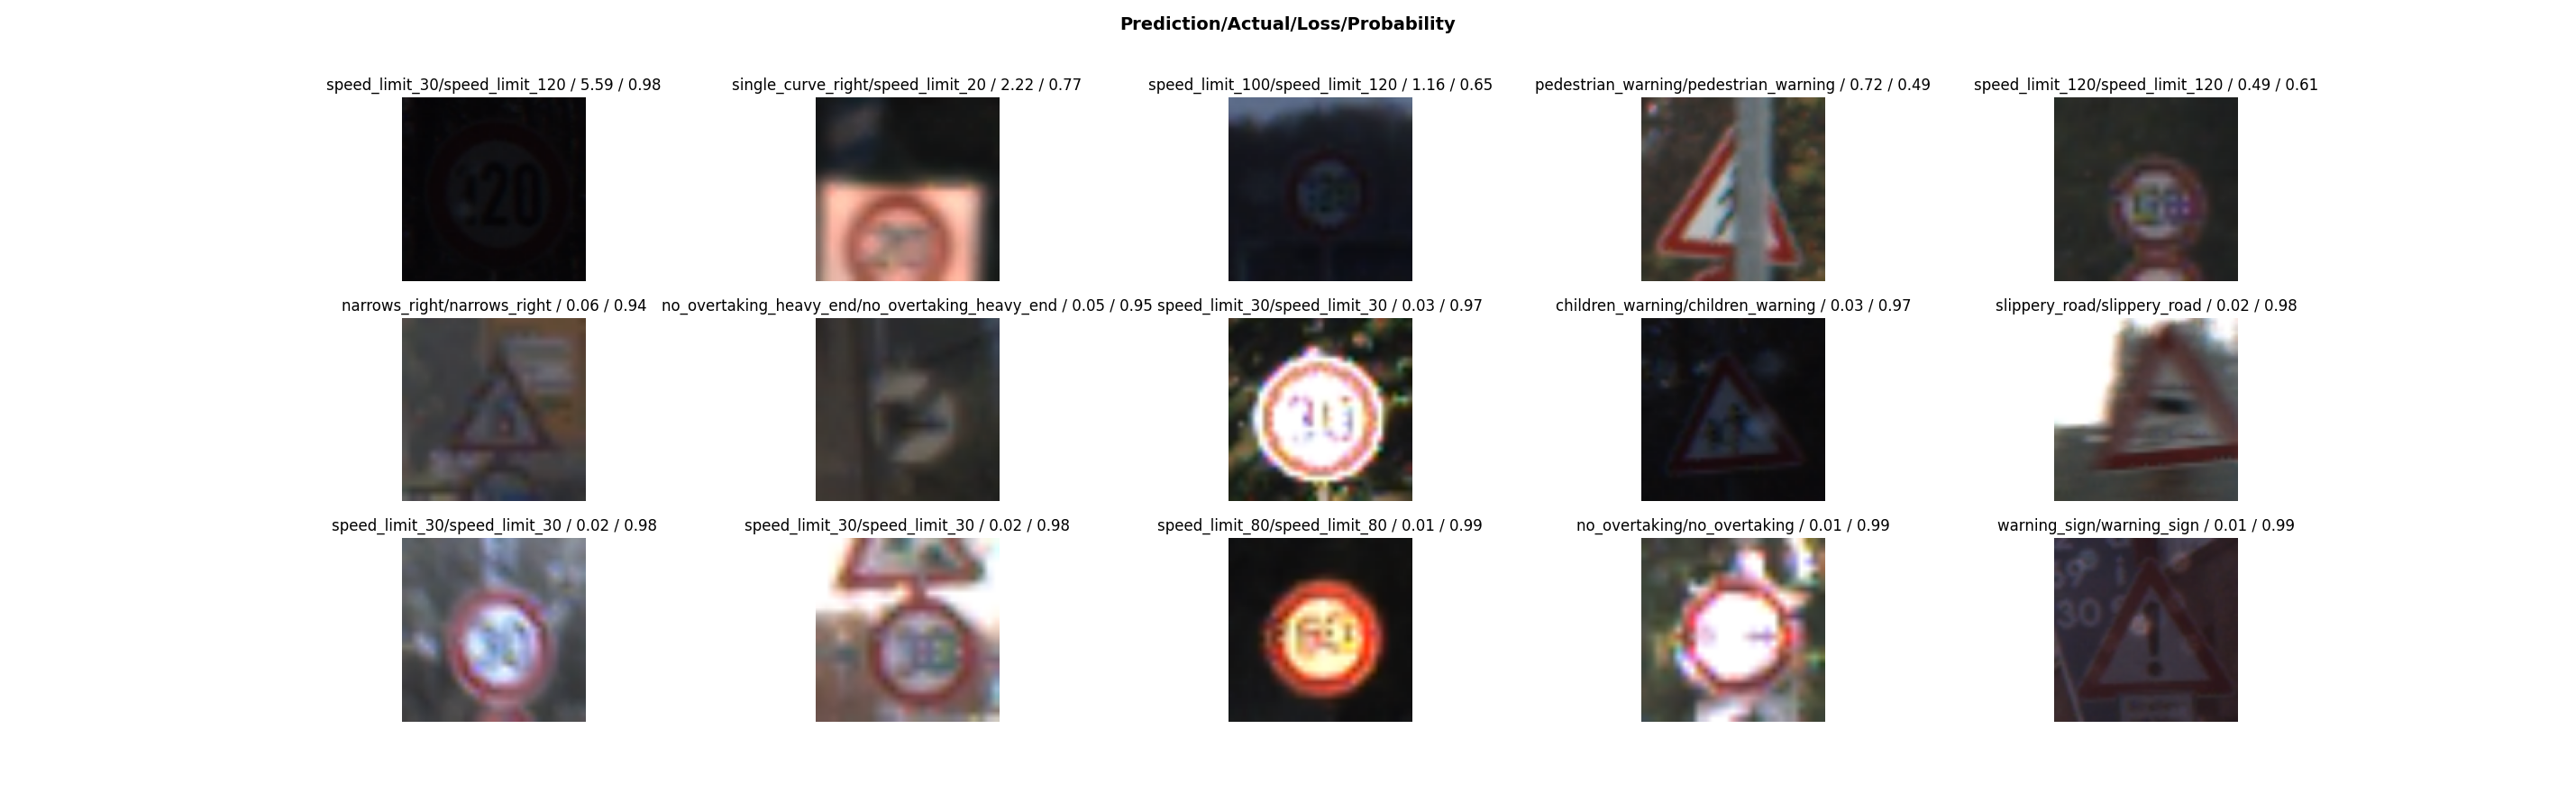 Prediction/Actual/Loss/Probability
speed_limit_30/speed_limit_120 / 5.59 / 0.98
single_curve_right/speed_limit_20 / 2.22 / 0.77
speed_limit_100/speed_limit_120 / 1.16 / 0.65
pedestrian_warning/pedestrian_warning / 0.72 / 0.49
speed_limit_120/speed_limit_120 / 0.49 / 0.61
120
narrows_right/narrows_right / 0.06 / 0.94
no_overtaking_heavy_end/no_overtaking_heavy_end / 0.05 / 0.95
speed_limit_30/speed_limit_30 / 0.03 / 0.97
children_warning/children_warning / 0.03 / 0.97
slippery_road/slippery_road / 0.02 / 0.98
30
speed_limit_30/speed_limit_30 / 0.02 / 0.98
speed_limit_30/speed_limit_30 / 0.02 / 0.98
speed_limit_80/speed_limit_80 / 0.01 / 0.99
no_overtaking/no_overtaking / 0.01 / 0.99
warning_sign/warning_sign / 0.01 / 0.99
30
80
30
!